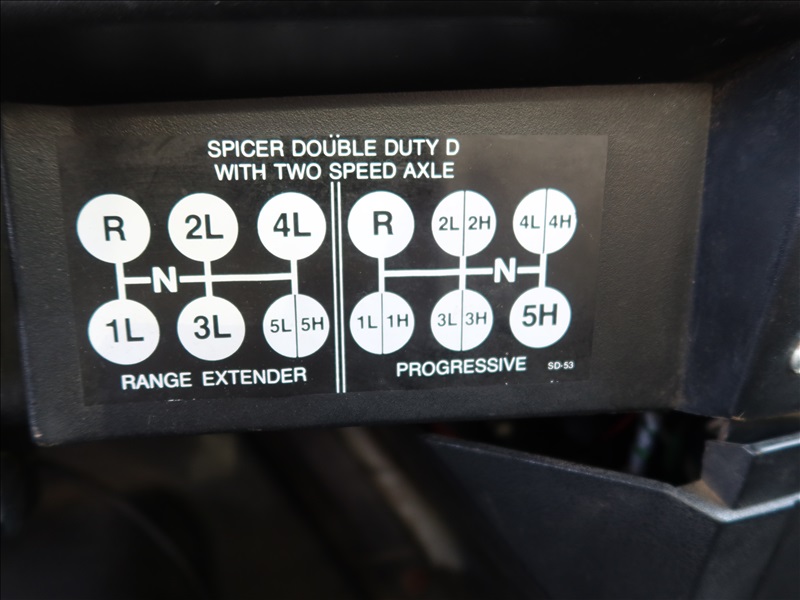 SPICER DOUBLE DUTY D
WITH TWO SPEED AXLE
R 2L 4L
N
1L 3L 5L 5H
RANGE EXTENDER
R 2L 2H 4L 4H
N
1L 1H 3L 3H 5H
PROGRESSIVE
SD-53